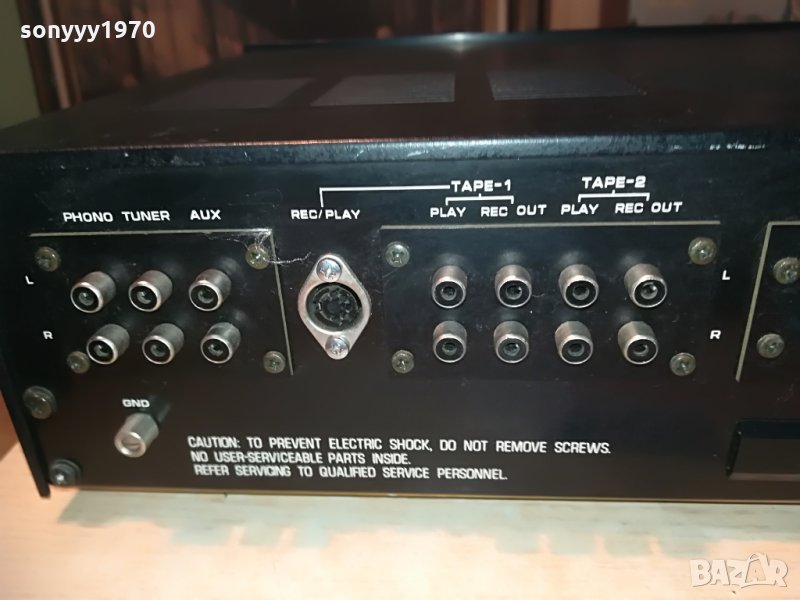 sonyyy1970
TAPE-1 TAPE-2
PHONO TUNER AUX REC/PLAY PLAY REC OUT PLAY REC OUT
L L
R R
GND
CAUTION: TO PREVENT ELECTRIC SHOCK, DO NOT REMOVE SCREWS.
NO USER-SERVICEABLE PARTS INSIDE.
REFER SERVICING TO QUALIFIED SERVICE PERSONNEL.
BAZAR